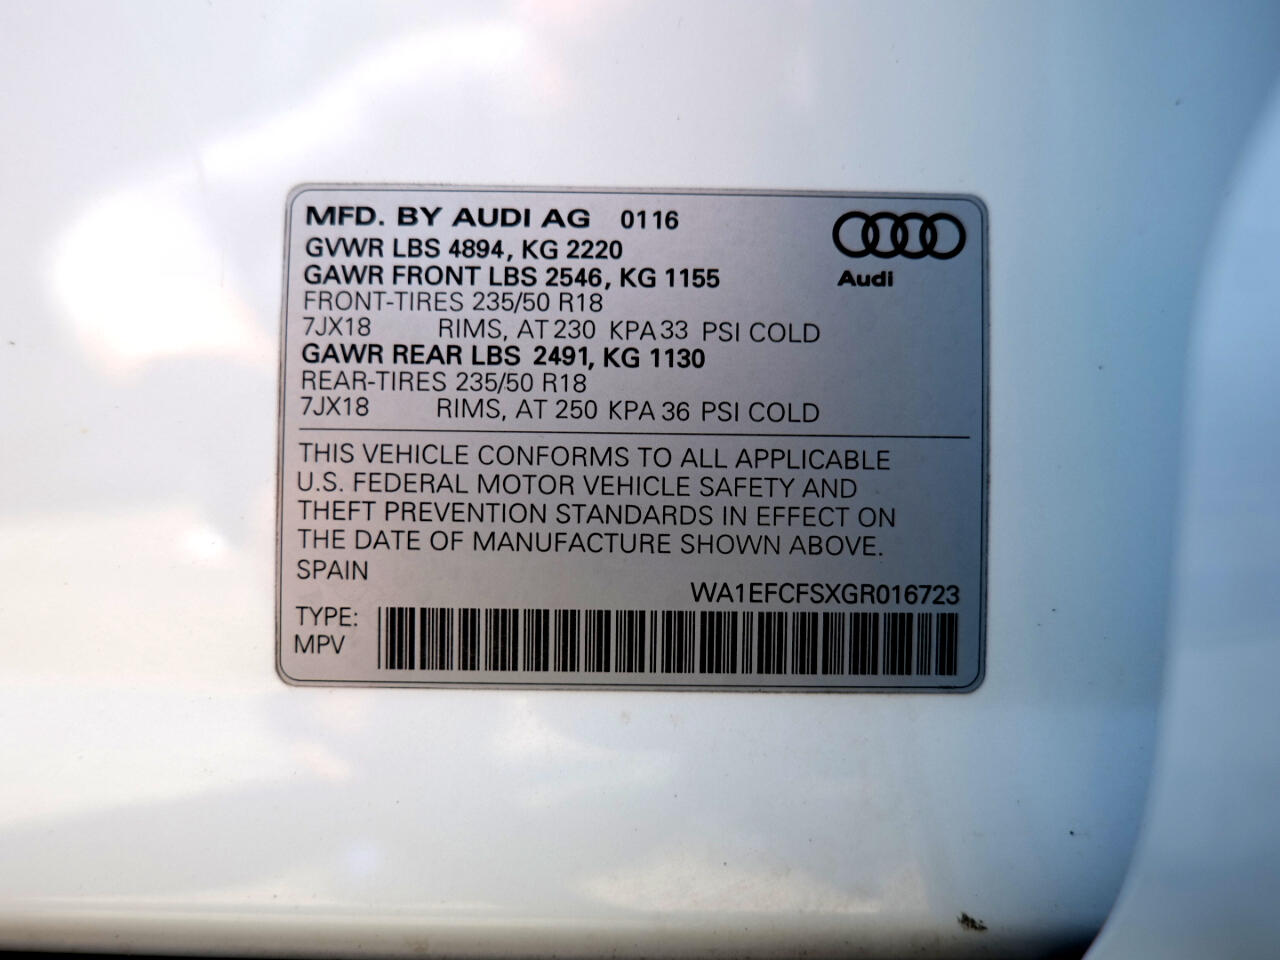 MFD. BY AUDI AG 0116
GVWR LBS 4894, KG 2220
GAWR FRONT LBS 2546, KG 1155
FRONT-TIRES 235/50 R18
7JX18 RIMS, AT 230 KPA 33 PSI COLD
GAWR REAR LBS 2491, KG 1130
REAR-TIRES 235/50 R18
7JX18 RIMS, AT 250 KPA 36 PSI COLD
Audi
THIS VEHICLE CONFORMS TO ALL APPLICABLE
U.S. FEDERAL MOTOR VEHICLE SAFETY AND
THEFT PREVENTION STANDARDS IN EFFECT ON
THE DATE OF MANUFACTURE SHOWN ABOVE.
SPAIN
WA1EFCFSXGR016723
TYPE:
MPV